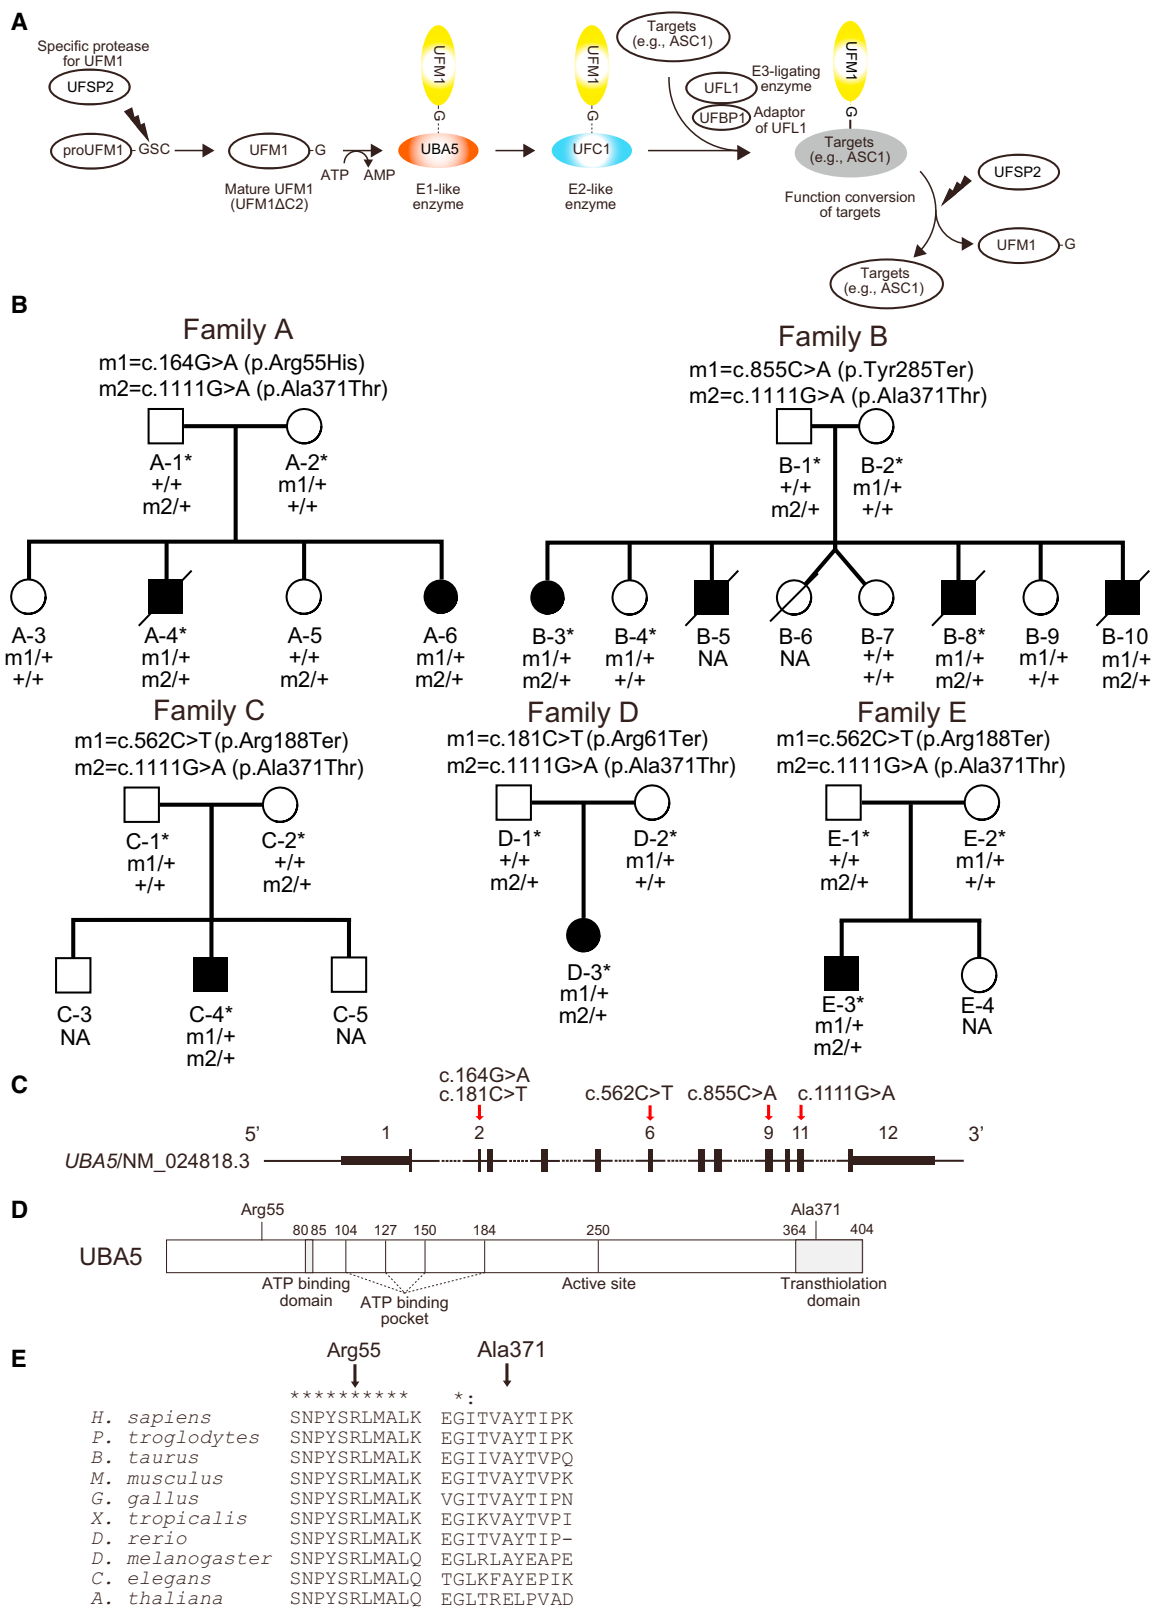 A
Specific protease
for UFM1
UFSP2
proUFM1
GSC
UFM1
G
ATP
AMP
Mature UFM1
(UFM1ΔC2)
UFM1
G
UBA5
E1-like
enzyme
UFM1
G
UFC1
E2-like
enzyme
Targets
(e.g., ASC1)
UFL1
E3-ligating
enzyme
UFBP1
Adaptor
of UFL1
UFM1
G
Targets
(e.g., ASC1)
Function conversion
of targets
UFSP2
UFM1
G
Targets
(e.g., ASC1)
B
Family A
m1=c.164G>A (p.Arg55His)
m2=c.1111G>A (p.Ala371Thr)
A-1* A-2*
+/+ m1/+
m2/+ +/+
A-3 A-4* A-5 A-6
m1/+ m1/+ +/+ m1/+
+/+ m2/+ m2/+ m2/+
Family B
m1=c.855C>A (p.Tyr285Ter)
m2=c.1111G>A (p.Ala371Thr)
B-1* B-2*
+/+ m1/+
m2/+ +/+
B-3* B-4* B-5 B-6 B-7 B-8* B-9 B-10
m1/+ m1/+ NA NA +/+ m1/+ m1/+ m1/+
m2/+ +/+ +/+ m2/+ +/+ m2/+
Family C
m1=c.562C>T (p.Arg188Ter)
m2=c.1111G>A (p.Ala371Thr)
C-1* C-2*
m1/+ +/+
+/+ m2/+
C-3 C-4* C-5
NA m1/+ NA
m2/+
Family D
m1=c.181C>T (p.Arg61Ter)
m2=c.1111G>A (p.Ala371Thr)
D-1* D-2*
+/+ m1/+
m2/+ +/+
D-3*
m1/+
m2/+
Family E
m1=c.562C>T (p.Arg188Ter)
m2=c.1111G>A (p.Ala371Thr)
E-1* E-2*
+/+ m1/+
m2/+ +/+
E-3* E-4
m1/+ NA
m2/+
C
c.164G>A
c.181C>T c.562C>T c.855C>A c.1111G>A
5' 1 2 6 9 11 12 3'
UBA5/NM_024818.3
D
Arg55 Ala371
80 85 104 127 150 184 250 364 404
UBA5
ATP binding
domain
ATP binding
pocket
Active site
Transthiolation
domain
E
Arg55 Ala371
********** *:
H. sapiens SNPYSRLMALK EGITVAYTIPK
P. troglodytes SNPYSRLMALK EGITVAYTIPK
B. taurus SNPYSRLMALK EGIIVAYTVPQ
M. musculus SNPYSRLMALK EGITVAYTVPK
G. gallus SNPYSRLMALK VGITVAYTIPN
X. tropicalis SNPYSRLMALK EGIKVAYTVPI
D. rerio SNPYSRLMALK EGITVAYTIP-
D. melanogaster SNPYSRLMALQ EGLRLAYEAPE
C. elegans SNPYSRLMALQ TGLKFAYEPIK
A. thaliana SNPYSRLMALQ EGLTRELPVAD